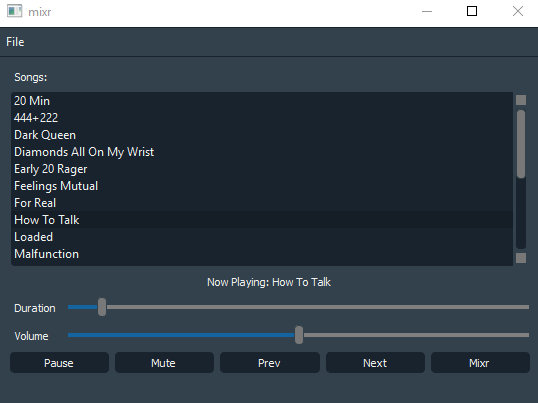 mixr
File
Songs:
20 Min
444+222
Dark Queen
Diamonds All On My Wrist
Early 20 Rager
Feelings Mutual
For Real
How To Talk
Loaded
Malfunction
Now Playing: How To Talk
Duration
Volume
Pause Mute Prev Next Mixr